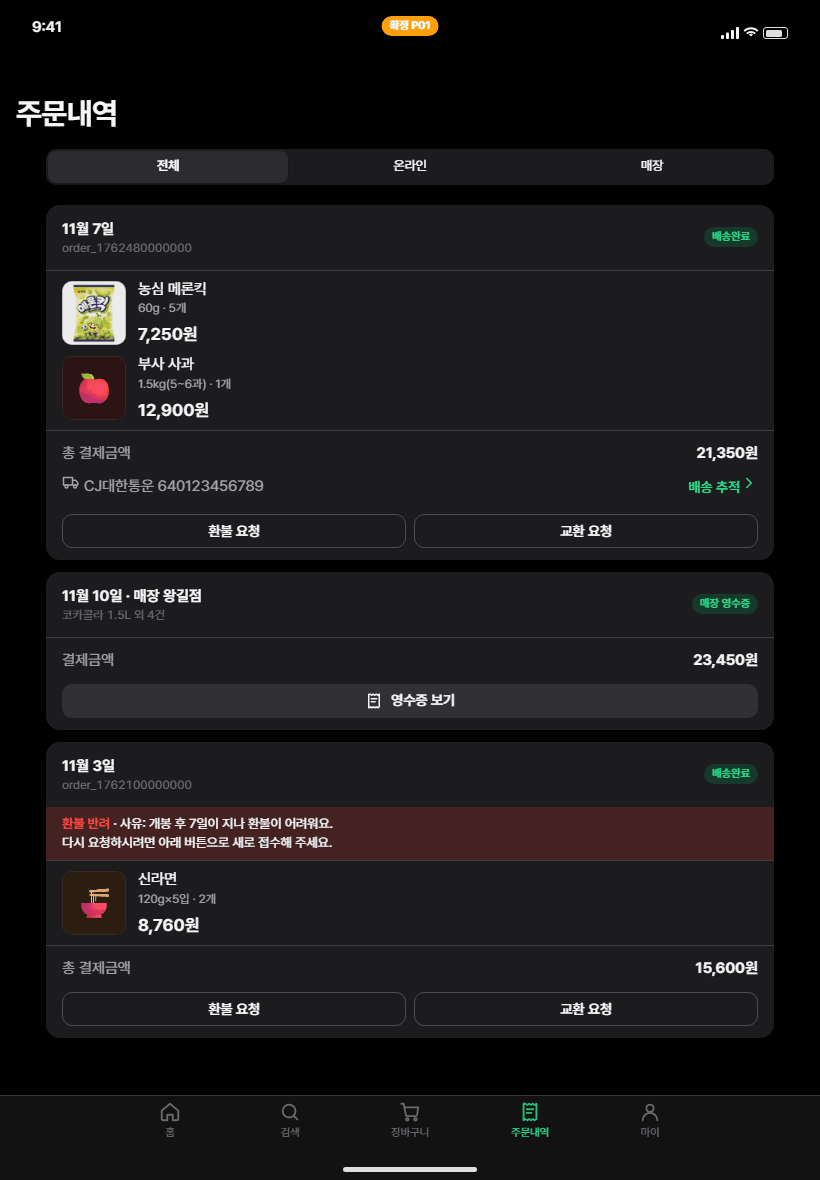 9:41
확정 P01
주문내역
전체
온라인
매장
11월 7일
order_1762480000000
배송완료
메론킥
농심 메론킥
60g · 5개
7,250원
부사 사과
1.5kg(5~6과) · 1개
12,900원
총 결제금액
21,350원
CJ대한통운 640123456789
배송 추적
환불 요청
교환 요청
11월 10일 · 매장 왕길점
코카콜라 1.5L 외 4건
매장 영수증
결제금액
23,450원
영수증 보기
11월 3일
order_1762100000000
배송완료
환불 반려 · 사유: 개봉 후 7일이 지나 환불이 어려워요.
다시 요청하시려면 아래 버튼으로 새로 접수해 주세요.
신라면
120g×5입 · 2개
8,760원
총 결제금액
15,600원
환불 요청
교환 요청
홈
검색
장바구니
주문내역
마이